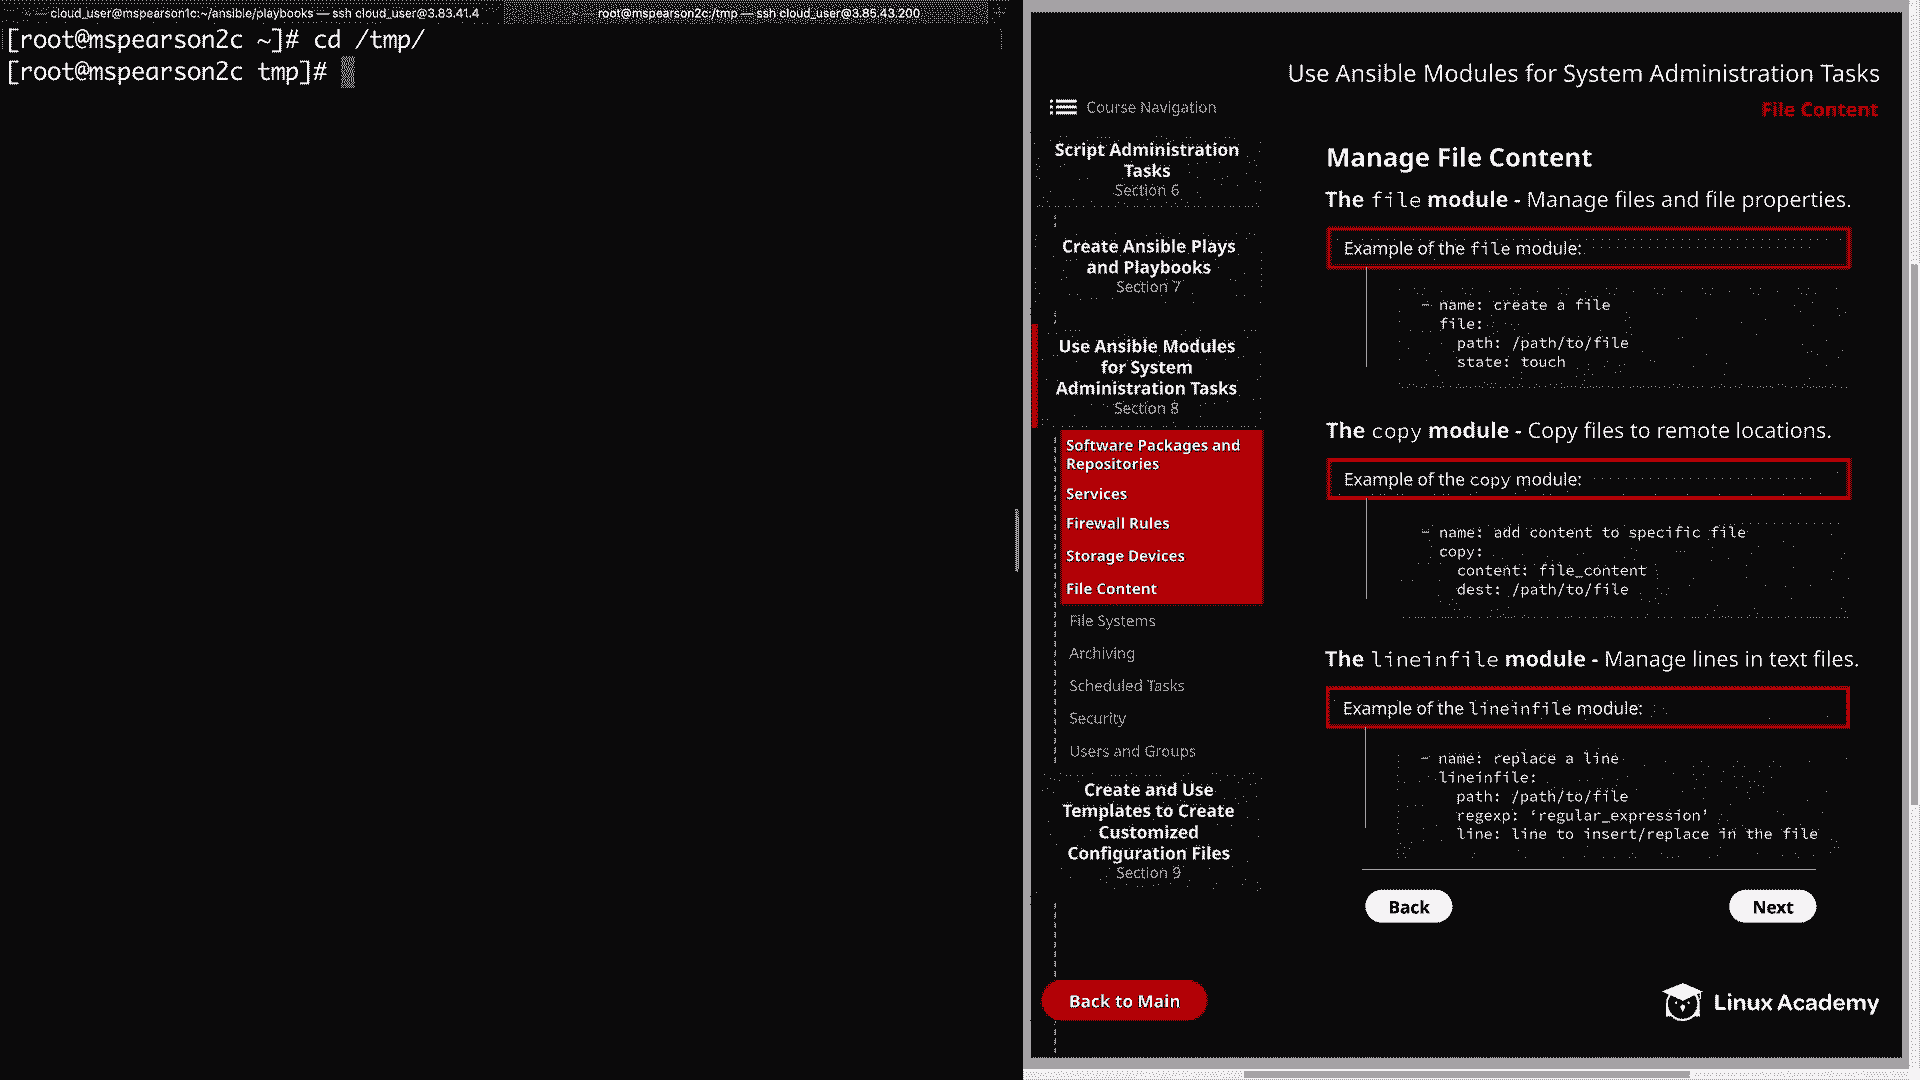 cloud_user@mspearson1c:~/ansible/playbooks — ssh cloud_user@3.83.41.4
root@mspearson2c:/tmp — ssh cloud_user@3.85.43.200
[root@mspearson2c ~]# cd /tmp/
[root@mspearson2c tmp]#
Use Ansible Modules for System Administration Tasks
File Content
Course Navigation
Script Administration
Tasks
Section 6
Create Ansible Plays
and Playbooks
Section 7
Use Ansible Modules
for System
Administration Tasks
Section 8
Software Packages and
Repositories
Services
Firewall Rules
Storage Devices
File Content
File Systems
Archiving
Scheduled Tasks
Security
Users and Groups
Create and Use
Templates to Create
Customized
Configuration Files
Section 9
Back to Main
Manage File Content
The file module - Manage files and file properties.
Example of the file module:
- name: create a file
file:
path: /path/to/file
state: touch
The copy module - Copy files to remote locations.
Example of the copy module:
- name: add content to specific file
copy:
content: file_content
dest: /path/to/file
The lineinfile module - Manage lines in text files.
Example of the lineinfile module:
- name: replace a line
lineinfile:
path: /path/to/file
regexp: ‘regular_expression’
line: line to insert/replace in the file
Back
Next
Linux Academy